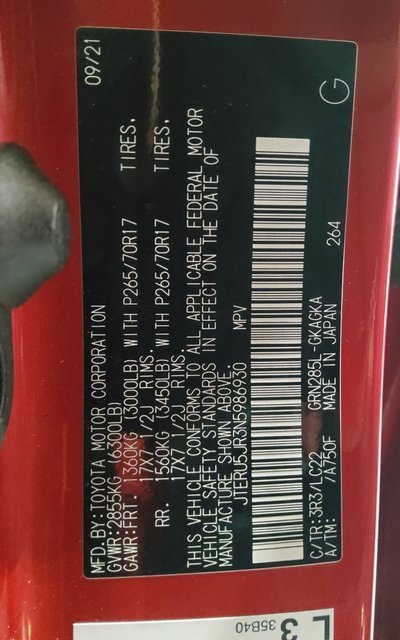 MFD.BY:TOYOTA MOTOR CORPORATION 09/21
GVWR:2855KG (6300LB)
GAWR:FRT. 1360KG (3000LB) WITH P265/70R17 TIRES.
17X7 1/2J RIMS.
RR. 1560KG (3450LB) WITH P265/70R17 TIRES.
17X7 1/2J RIMS.
THIS VEHICLE CONFORMS TO ALL APPLICABLE FEDERAL MOTOR
VEHICLE SAFETY STANDARDS IN EFFECT ON THE DATE OF
MANUFACTURE SHOWN ABOVE.
JTERU5JR3N5986930 MPV
C/TR:3R3/LC22 GRN285L-GKAGKA 264
A/TM: /A750F MADE IN JAPAN G
L
3
35B40